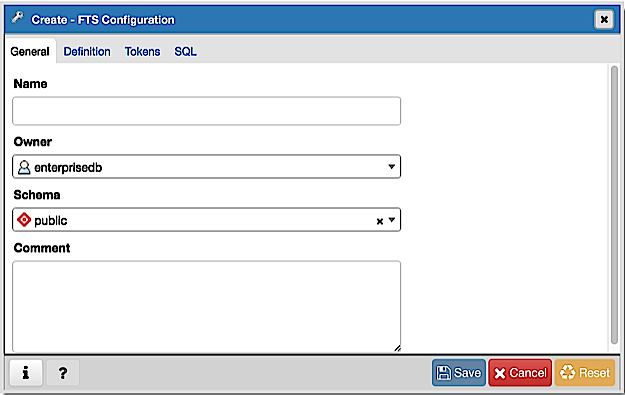 Create - FTS Configuration
General Definition Tokens SQL
Name
Owner
enterprisedb
Schema
public
Comment
i ? Save Cancel Reset